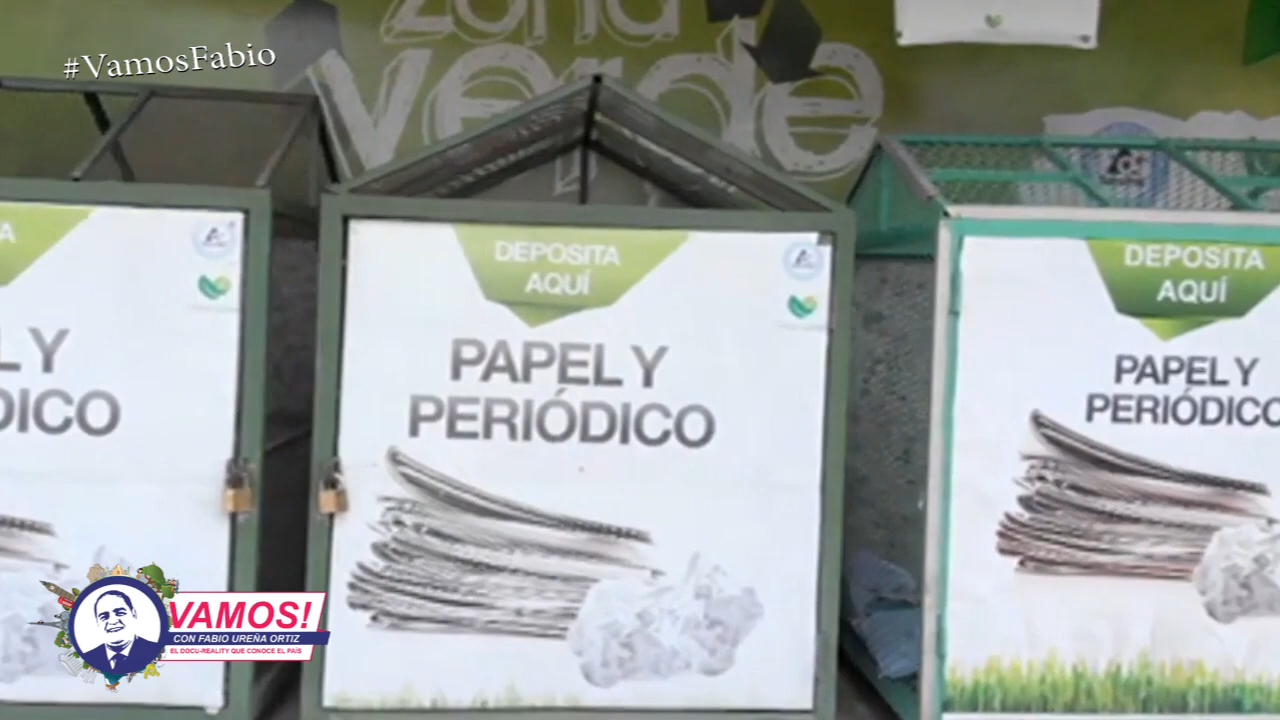 #VamosFabio
zona
verde
A
DEPOSITA
AQUÍ
DEPOSITA
AQUÍ
L Y
DICO
PAPEL Y
PERIÓDICO
PAPEL Y
PERIÓDICO
VAMOS!
CON FABIO UREÑA ORTIZ
EL DOCU-REALITY QUE CONOCE EL PAÍS